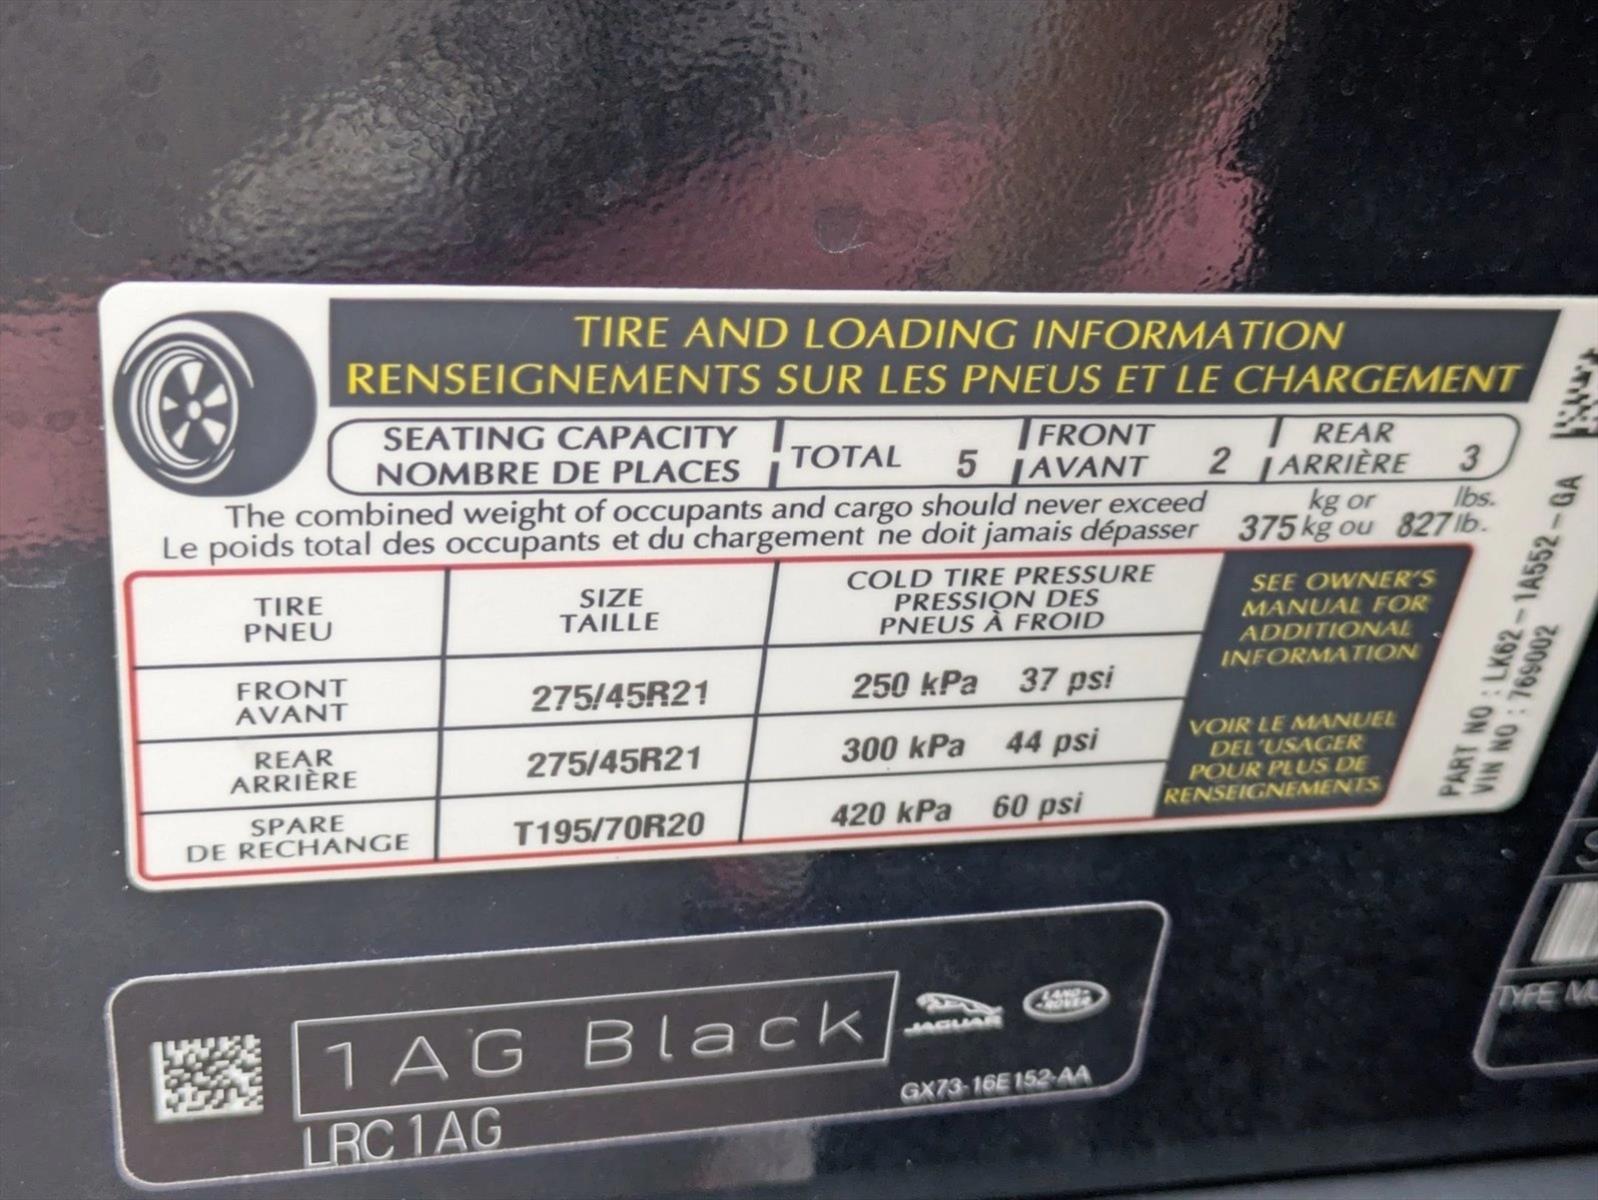 TIRE AND LOADING INFORMATION
RENSEIGNEMENTS SUR LES PNEUS ET LE CHARGEMENT
SEATING CAPACITY
NOMBRE DE PLACES
TOTAL 5
FRONT
AVANT 2
REAR
ARRIÈRE 3
The combined weight of occupants and cargo should never exceed kg or lbs.
Le poids total des occupants et du chargement ne doit jamais dépasser 375 kg ou 827 lb.
TIRE
PNEU
SIZE
TAILLE
COLD TIRE PRESSURE
PRESSION DES
PNEUS À FROID
FRONT
AVANT
275/45R21
250 kPa 37 psi
REAR
ARRIÈRE
275/45R21
300 kPa 44 psi
SPARE
DE RECHANGE
T195/70R20
420 kPa 60 psi
SEE OWNER'S
MANUAL FOR
ADDITIONAL
INFORMATION
VOIR LE MANUEL
DEL'USAGER
POUR PLUS DE
RENSEIGNEMENTS
PART NO : LK62-1A552-GA
VIN NO : 769002
1AG Black
LRC1AG
JAGUAR
LAND-
-ROVER
GX73-16E152-AA
TYPE